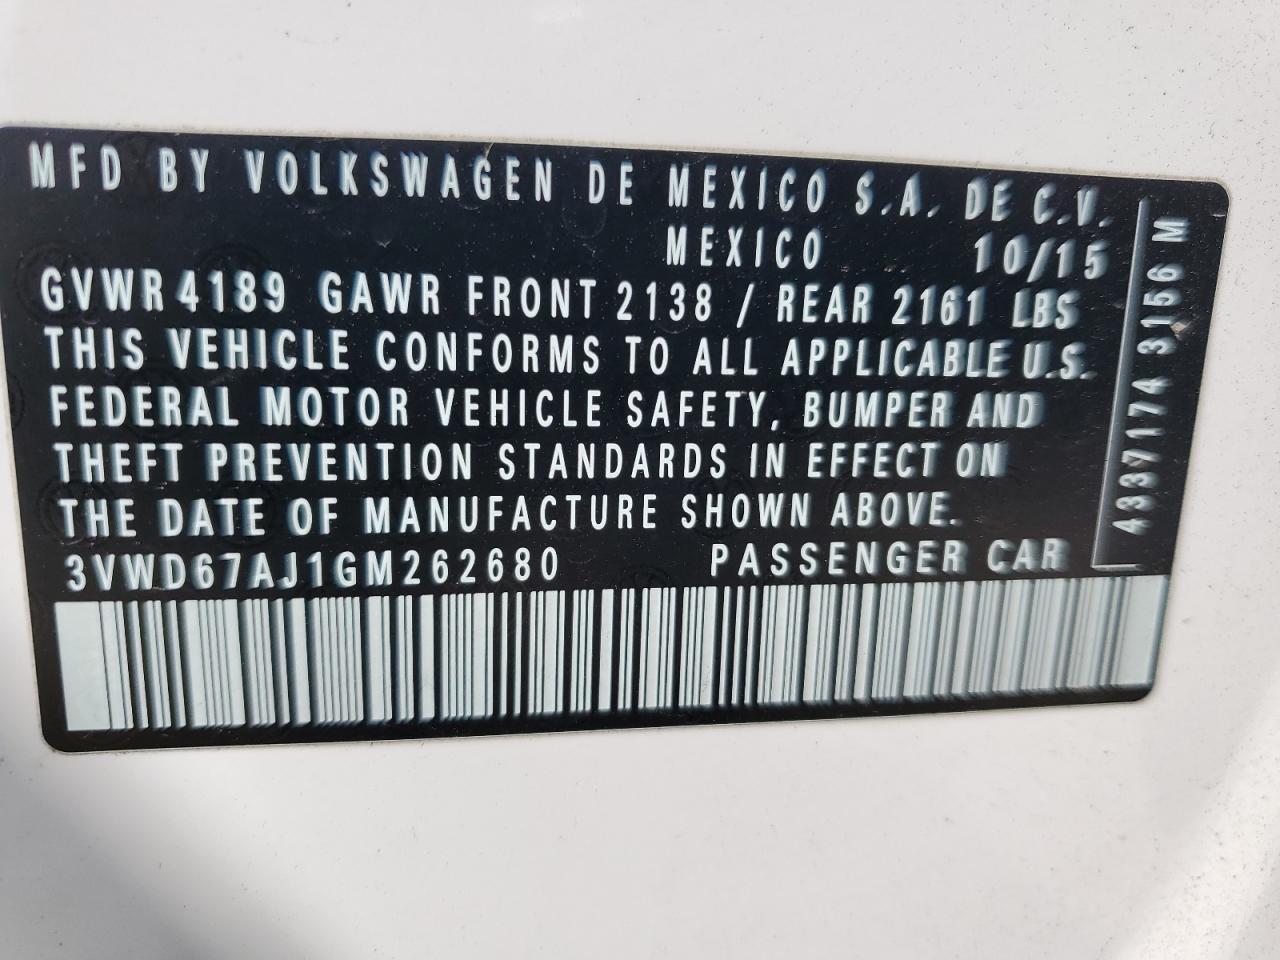 MFD BY VOLKSWAGEN DE MEXICO S.A. DE C.V.
MEXICO 10/15
GVWR 4189 GAWR FRONT 2138 / REAR 2161 LBS
THIS VEHICLE CONFORMS TO ALL APPLICABLE U.S.
FEDERAL MOTOR VEHICLE SAFETY, BUMPER AND
THEFT PREVENTION STANDARDS IN EFFECT ON
THE DATE OF MANUFACTURE SHOWN ABOVE.
3VWD67AJ1GM262680 PASSENGER CAR
4337174 3156 M